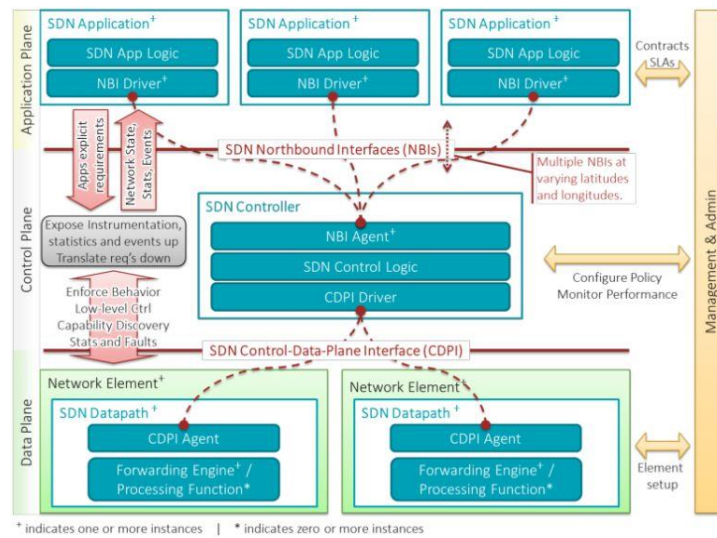 Application Plane
SDN Application⁺
SDN App Logic
NBI Driver⁺
SDN Application⁺
SDN App Logic
NBI Driver⁺
SDN Application⁺
SDN App Logic
NBI Driver⁺
Contracts
SLAs
Apps explicit
requirements
Network State,
Stats, Events
SDN Northbound Interfaces (NBIs)
Multiple NBIs at
varying latitudes
and longitudes.
Control Plane
Expose Instrumentation,
statistics and events up
Translate req's down
SDN Controller
NBI Agent⁺
SDN Control Logic
CDPI Driver
Configure Policy
Monitor Performance
Management & Admin
Enforce Behavior
Low-level Ctrl
Capability Discovery
Stats and Faults
SDN Control-Data-Plane Interface (CDPI)
Data Plane
Network Element⁺
SDN Datapath⁺
CDPI Agent
Forwarding Engine⁺ /
Processing Function*
Network Element⁺
SDN Datapath⁺
CDPI Agent
Forwarding Engine⁺ /
Processing Function*
Element
setup
⁺ indicates one or more instances | * indicates zero or more instances